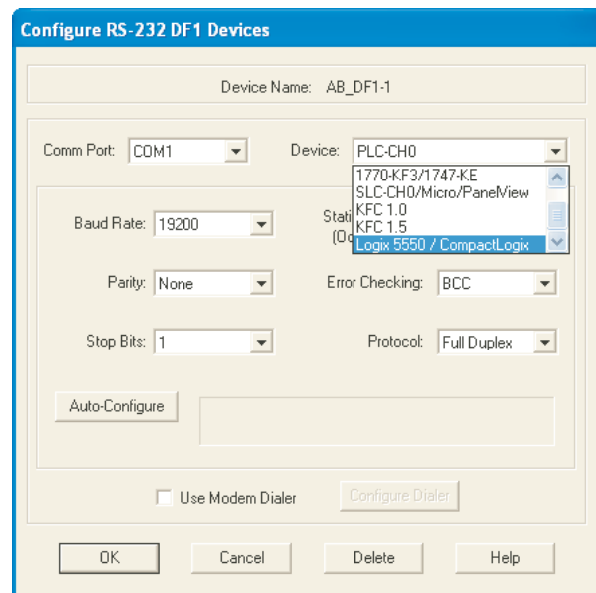 Configure RS-232 DF1 Devices
Device Name: AB_DF1-1
Comm Port: COM1 Device: PLC-CH0
1770-KF3/1747-KE
SLC-CH0/Micro/PanelView
KFC 1.0
KFC 1.5
Logix 5550 / CompactLogix
Baud Rate: 19200
Parity: None Error Checking: BCC
Stop Bits: 1 Protocol: Full Duplex
Auto-Configure
Use Modem Dialer Configure Dialer
OK Cancel Delete Help